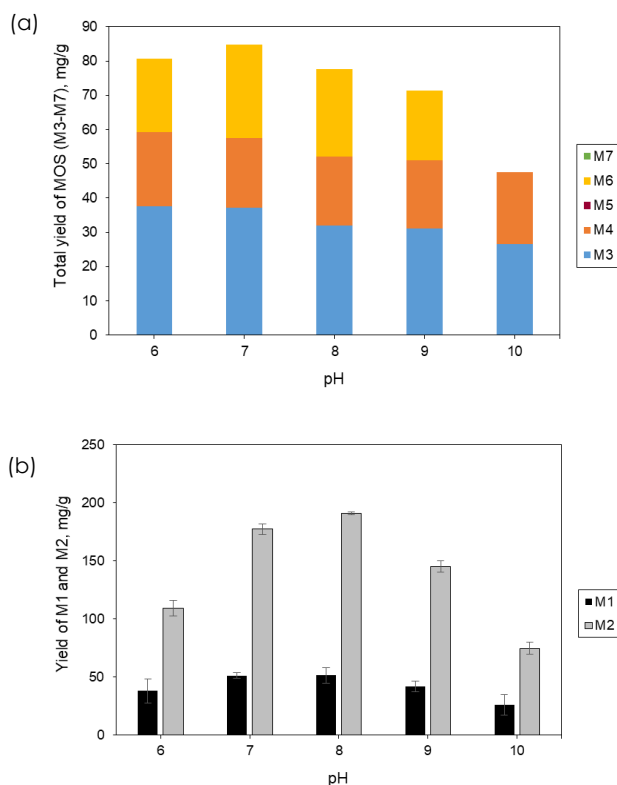 (a)
Total yield of MOS (M3-M7), mg/g
90
80
70
60
50
40
30
20
10
0
6 7 8 9 10
pH
M7
M6
M5
M4
M3
(b)
Yield of M1 and M2, mg/g
250
200
150
100
50
0
6 7 8 9 10
pH
M1
M2